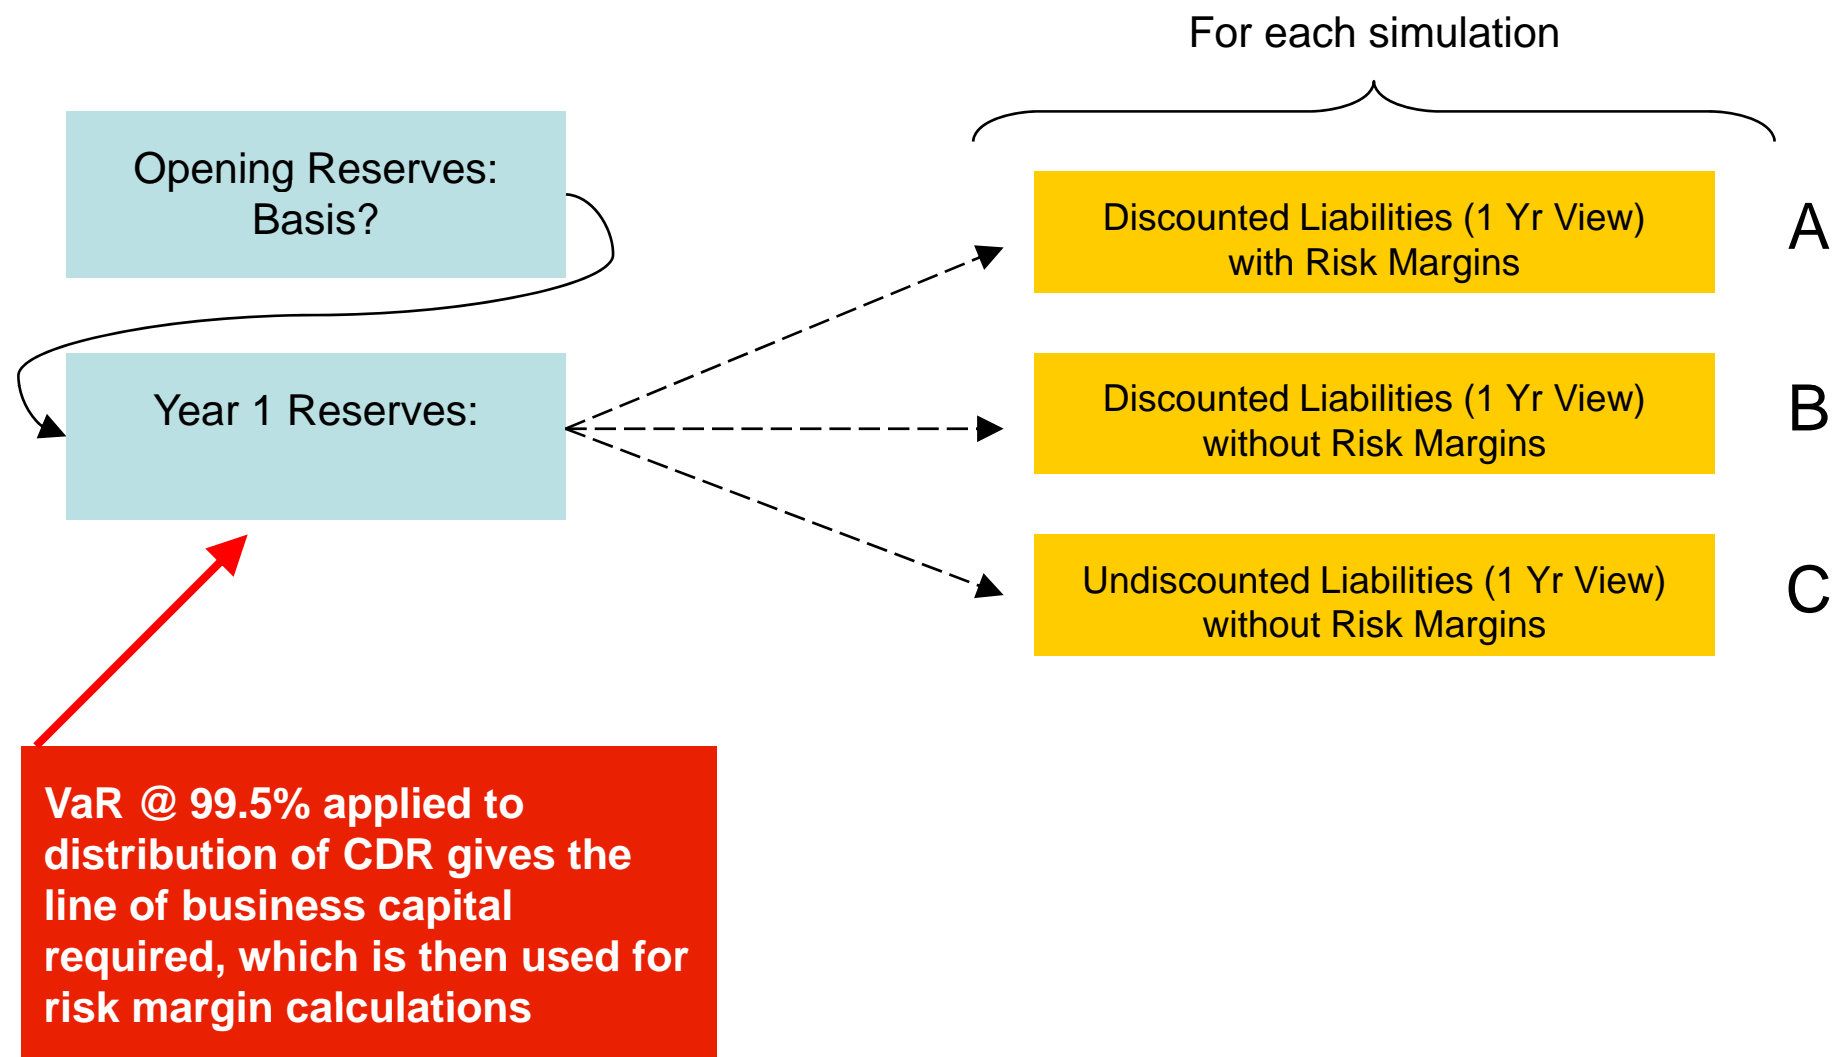 For each simulation
Opening Reserves:
Basis?
Discounted Liabilities (1 Yr View)
with Risk Margins
A
Year 1 Reserves:
Discounted Liabilities (1 Yr View)
without Risk Margins
B
Undiscounted Liabilities (1 Yr View)
without Risk Margins
C
VaR @ 99.5% applied to
distribution of CDR gives the
line of business capital
required, which is then used for
risk margin calculations